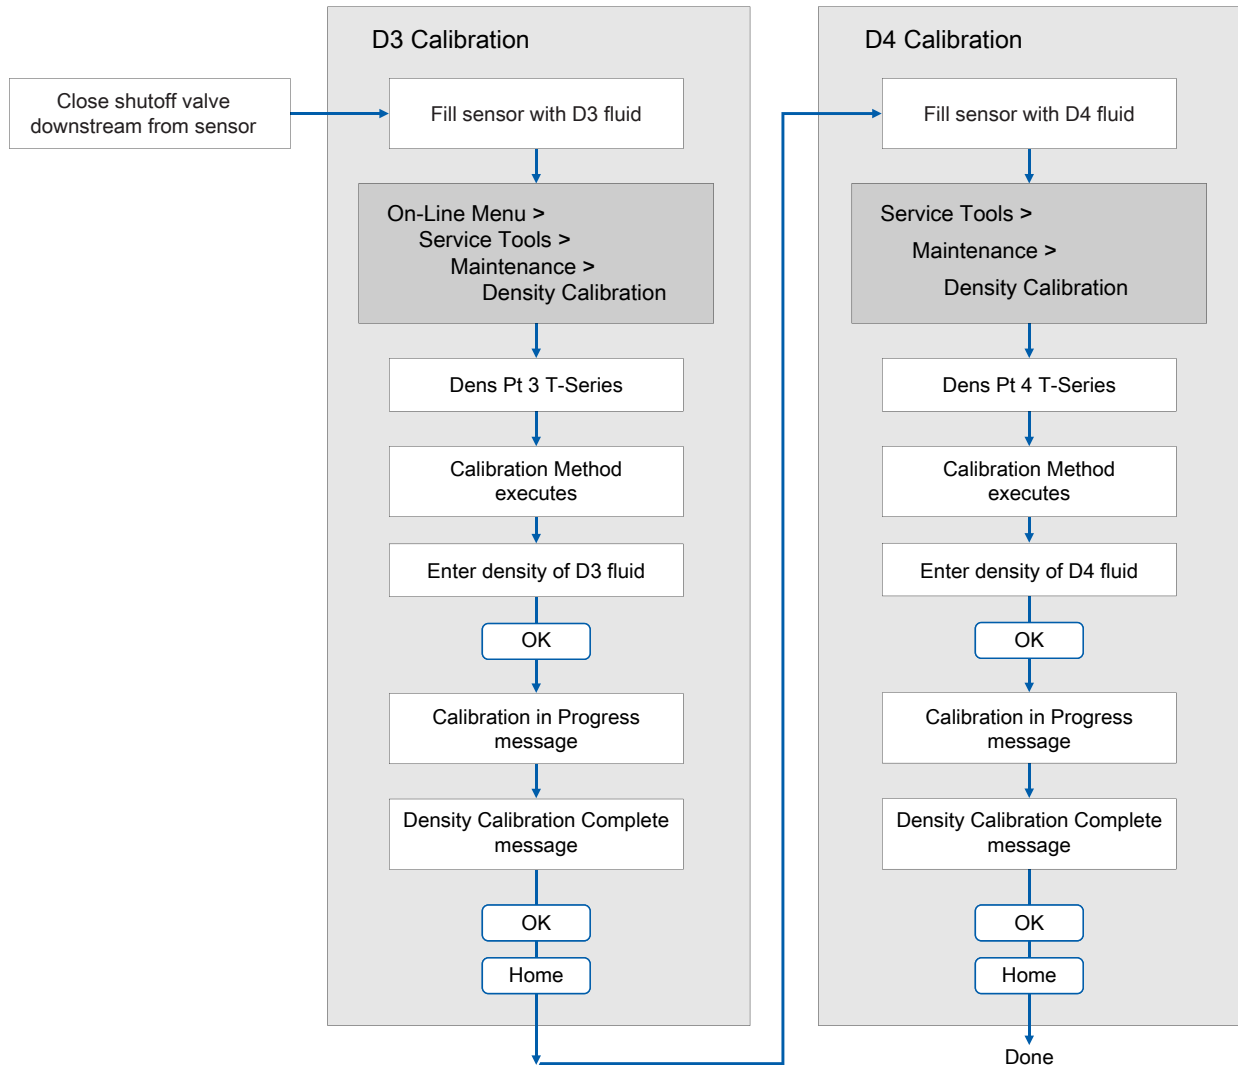 Close shutoff valve
downstream from sensor
D3 Calibration
Fill sensor with D3 fluid
On-Line Menu >
Service Tools >
Maintenance >
Density Calibration
Dens Pt 3 T-Series
Calibration Method
executes
Enter density of D3 fluid
OK
Calibration in Progress
message
Density Calibration Complete
message
OK
Home
D4 Calibration
Fill sensor with D4 fluid
Service Tools >
Maintenance >
Density Calibration
Dens Pt 4 T-Series
Calibration Method
executes
Enter density of D4 fluid
OK
Calibration in Progress
message
Density Calibration Complete
message
OK
Home
Done